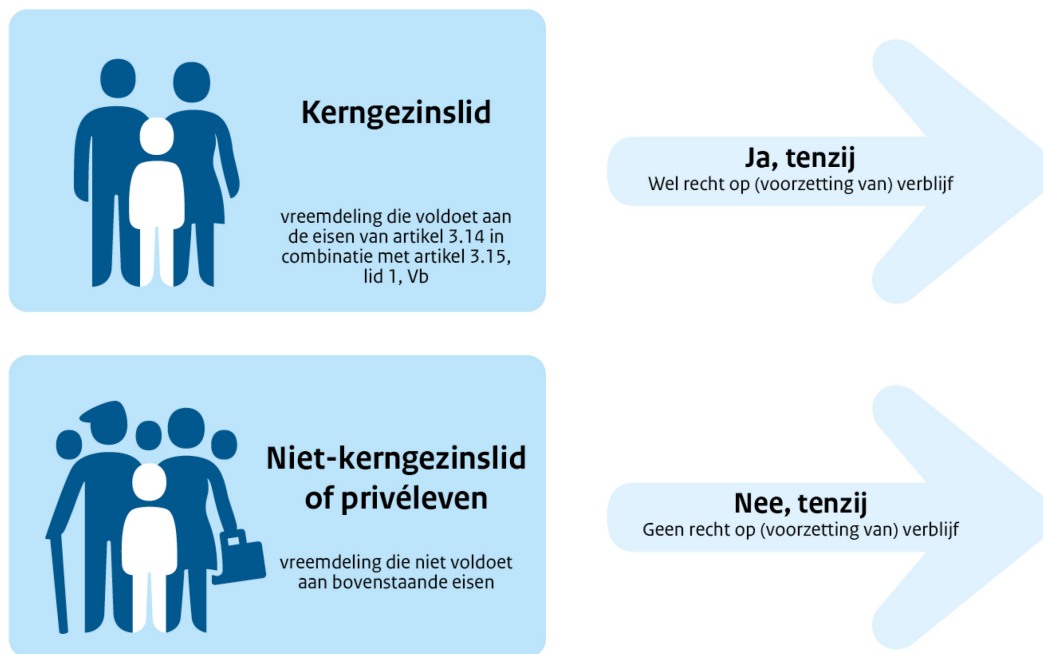 Kerngezinslid
vreemdeling die voldoet aan
de eisen van artikel 3.14 in
combinatie met artikel 3.15,
lid 1, Vb
Ja, tenzij
Wel recht op (voorzetting van) verblijf
Niet-kerngezinslid
of privéleven
vreemdeling die niet voldoet
aan bovenstaande eisen
Nee, tenzij
Geen recht op (voorzetting van) verblijf